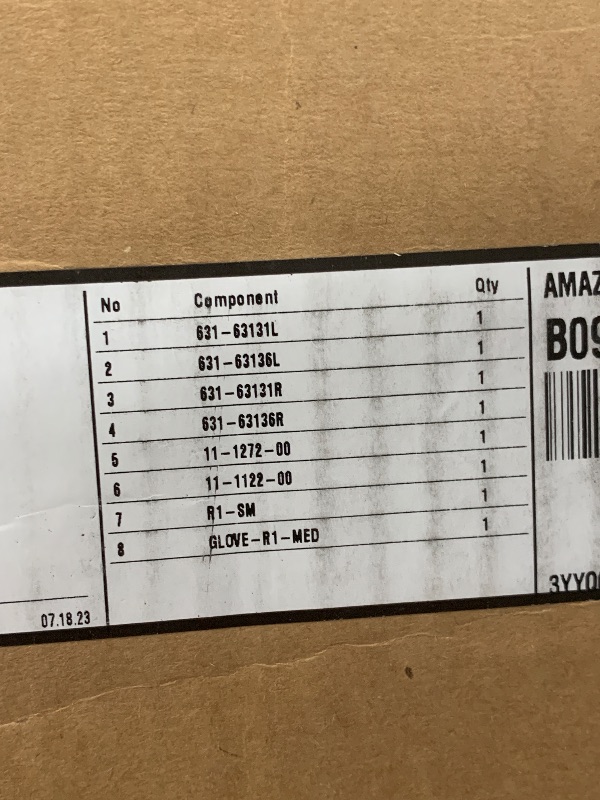 No Component Qty
1 631-63131L 1
2 631-63136L 1
3 631-63131R 1
4 631-63136R 1
5 11-1272-00 1
6 11-1122-00 1
7 R1-SM 1
8 GLOVE-R1-MED 1
07.18.23
AMAZ
B09
3YY0